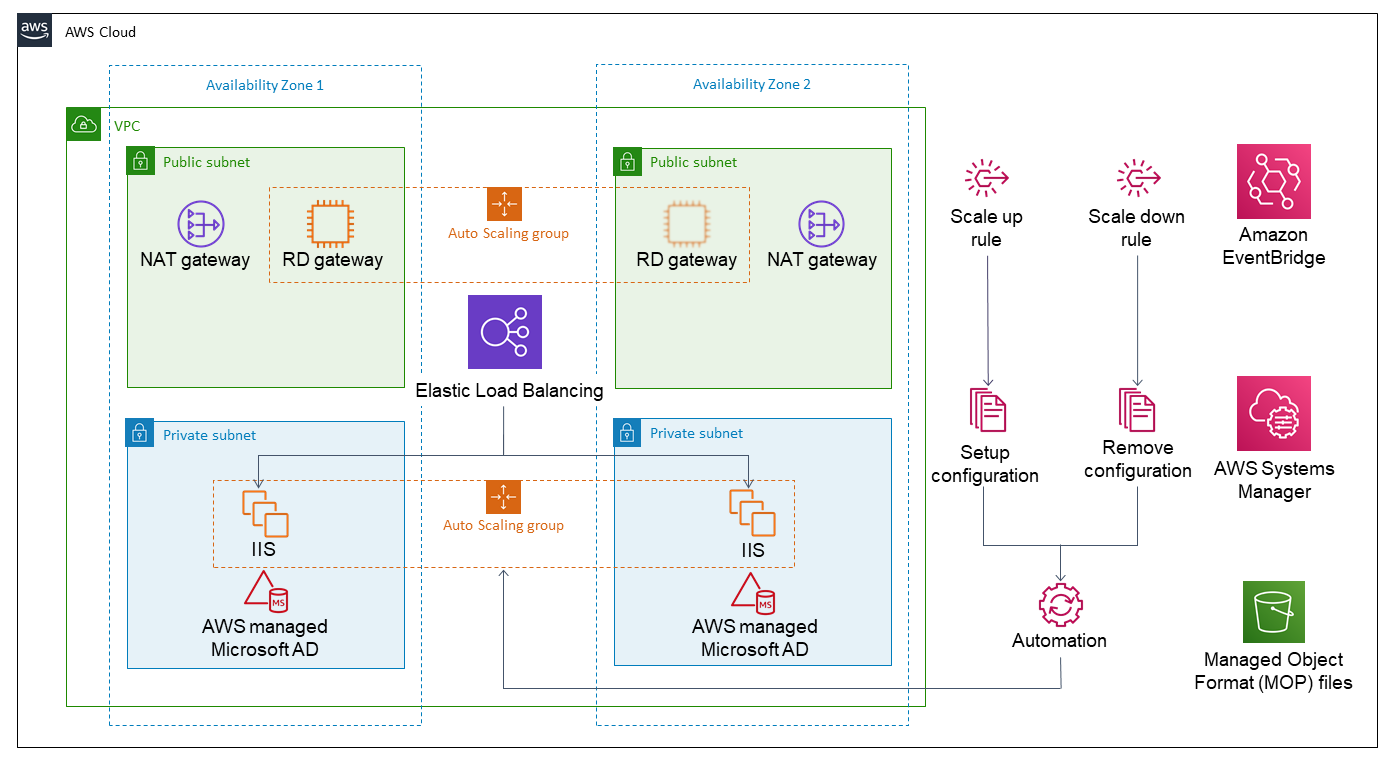 aws
AWS Cloud
Availability Zone 1
Availability Zone 2
VPC
Public subnet
Public subnet
NAT gateway
RD gateway
Auto Scaling group
RD gateway
NAT gateway
Scale up
rule
Scale down
rule
Amazon
EventBridge
Elastic Load Balancing
Private subnet
Private subnet
Setup
configuration
Remove
configuration
AWS Systems
Manager
Auto Scaling group
IIS
IIS
MS
MS
AWS managed
Microsoft AD
AWS managed
Microsoft AD
Automation
Managed Object
Format (MOP) files